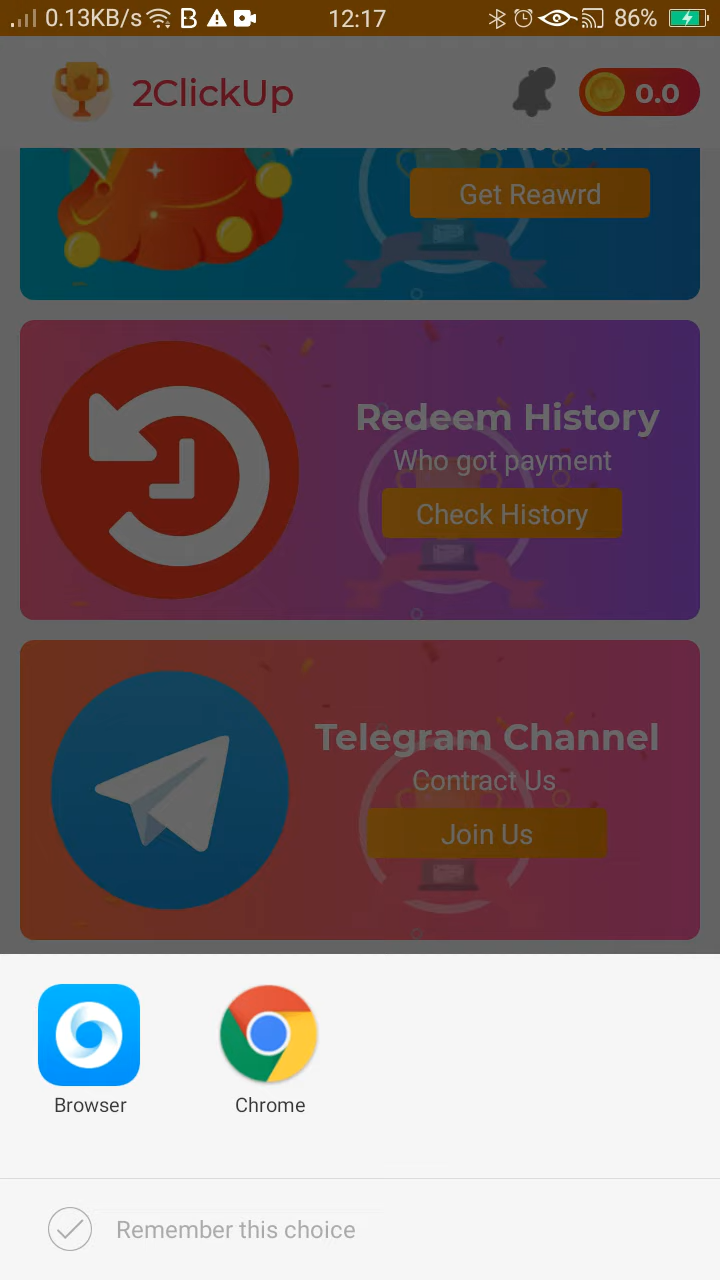 0.13KB/s
12:17
86%
2ClickUp
0.0
Get Reawrd
Redeem History
Who got payment
Check History
Telegram Channel
Contract Us
Join Us
Browser
Chrome
Remember this choice